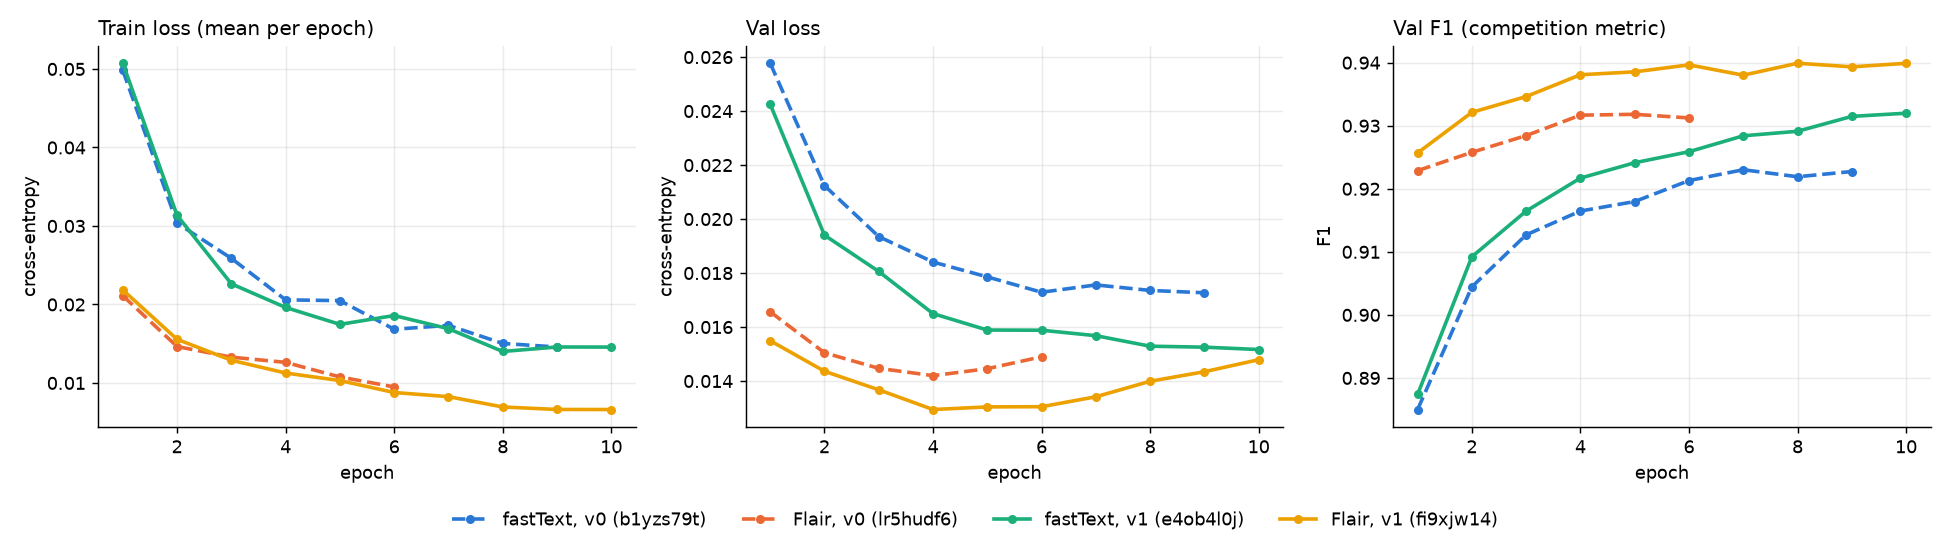 Train loss (mean per epoch)
0.05
0.04
0.03
0.02
0.01
cross-entropy
2 4 6 8 10
epoch
Val loss
0.026
0.024
0.022
0.020
0.018
0.016
0.014
cross-entropy
2 4 6 8 10
epoch
Val F1 (competition metric)
0.94
0.93
0.92
0.91
0.90
0.89
F1
2 4 6 8 10
epoch
fastText, v0 (b1yzs79t) Flair, v0 (lr5hudf6) fastText, v1 (e4ob4l0j) Flair, v1 (fi9xjw14)